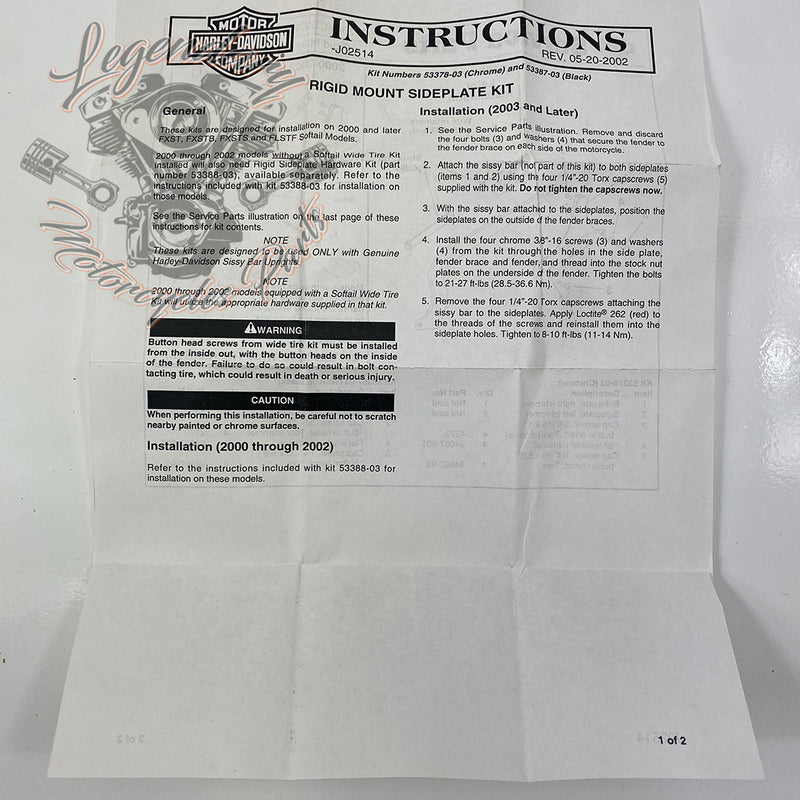 MOTOR
HARLEY-DAVIDSON
COMPANY
INSTRUCTIONS
-J02514
REV. 05-20-2002
Kit Numbers 53378-03 (Chrome) and 53387-03 (Black)
RIGID MOUNT SIDEPLATE KIT
General
These kits are designed for installation on 2000 and later
FXST, FXSTB, FXSTS and FLSTF Softail Models.
2000 through 2002 models without a Softail Wide Tire Kit
installed will also need Rigid Sideplate Hardware Kit (part
number 53388-03), available separately. Refer to the
instructions included with kit 53388-03 for installation on
those models.
See the Service Parts illustration on the last page of these
instructions for kit contents.
NOTE
These kits are designed to be used ONLY with Genuine
Harley-Davidson Sissy Bar Uprights.
NOTE
2000 through 2002 models equipped with a Softail Wide Tire
Kit will utilize the appropriate hardware supplied in that kit.
WARNING
Button head screws from wide tire kit must be installed
from the inside out, with the button heads on the inside
of the fender. Failure to do so could result in bolt con-
tacting tire, which could result in death or serious injury.
CAUTION
When performing this installation, be careful not to scratch
nearby painted or chrome surfaces.
Installation (2000 through 2002)
Refer to the instructions included with kit 53388-03 for
installation on these models.
Installation (2003 and Later)
1. See the Service Parts illustration. Remove and discard
the four bolts (3) and washers (4) that secure the fender to
the fender brace on each side of the motorcycle.
2. Attach the sissy bar (not part of this kit) to both sideplates
(items 1 and 2) using the four 1/4"-20 Torx capscrews (5)
supplied with the kit. Do not tighten the capscrews now.
3. With the sissy bar attached to the sideplates, position the
sideplates on the outside of the fender braces.
4. Install the four chrome 3/8"-16 screws (3) and washers
(4) from the kit through the holes in the side plate,
fender brace and fender, and thread into the stock nut
plates on the underside of the fender. Tighten the bolts
to 21-27 ft-lbs (28.5-36.6 Nm).
5. Remove the four 1/4"-20 Torx capscrews attaching the
sissy bar to the sideplates. Apply Loctite® 262 (red) to
the threads of the screws and reinstall them into the
sideplate holes. Tighten to 8-10 ft-lbs (11-14 Nm).
1 of 2
Legendary
Motorcycle Parts